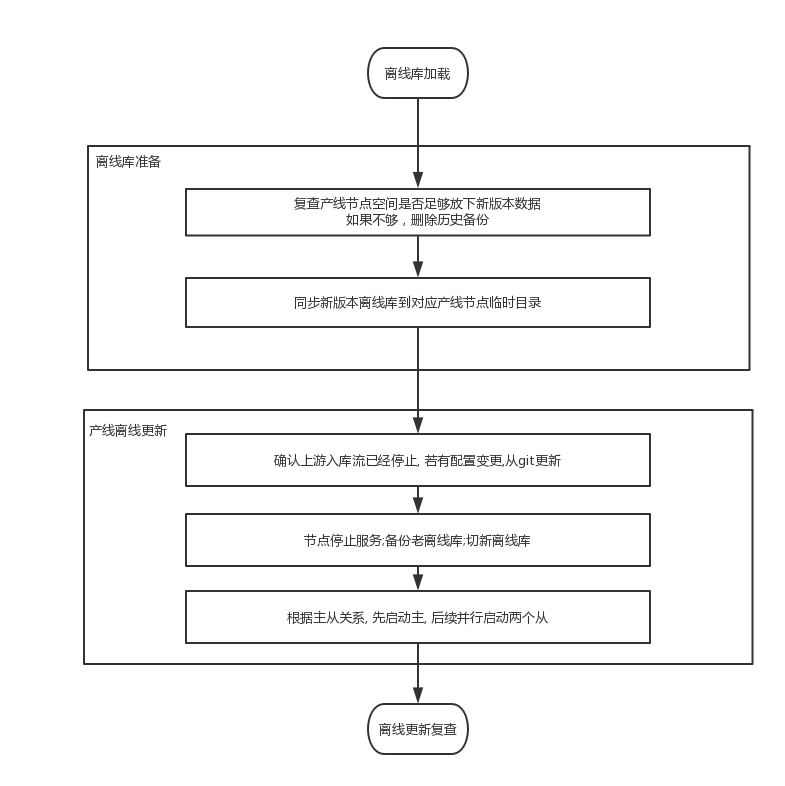 离线库加载
离线库准备
复查产线节点空间是否足够放下新版本数据
如果不够，删除历史备份
同步新版本离线库到对应产线节点临时目录
产线离线更新
确认上游入库流已经停止, 若有配置变更,从git更新
节点停止服务;备份老离线库;切新离线库
根据主从关系, 先启动主, 后续并行启动两个从
离线更新复查